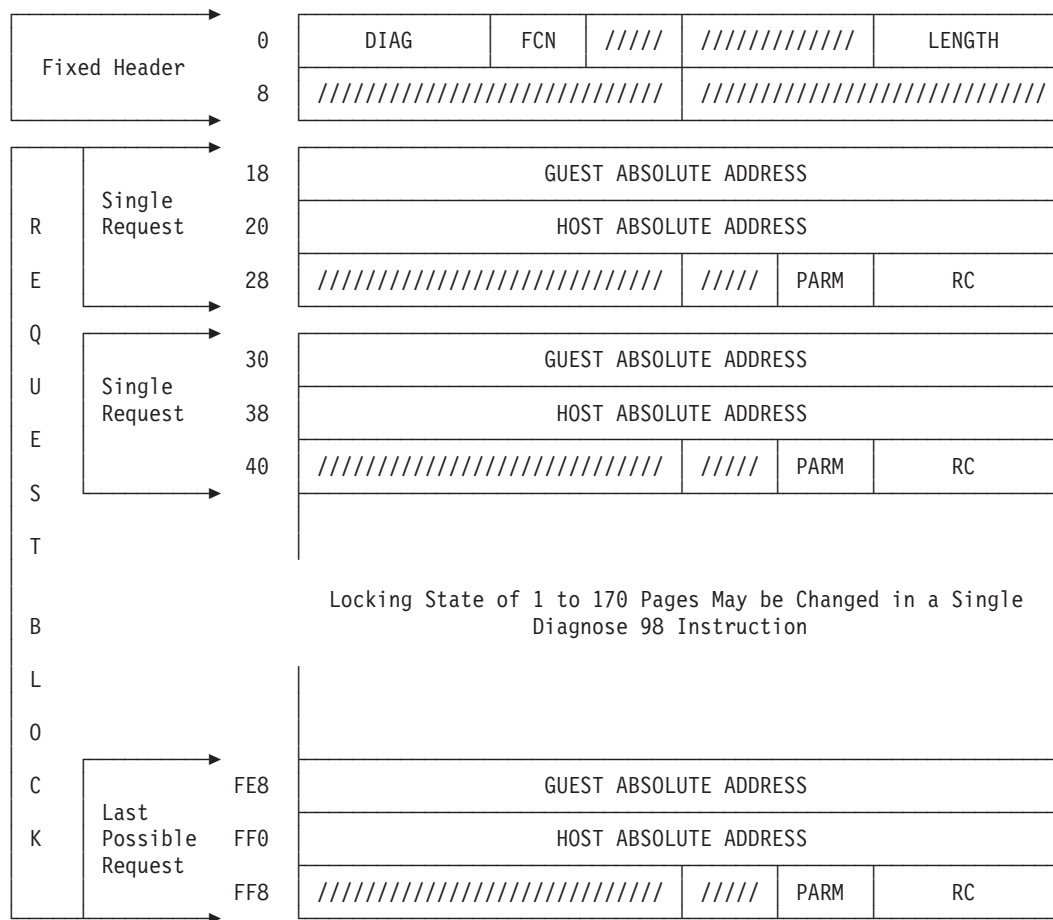 0 DIAG FCN ///// ///////////// LENGTH
Fixed Header
8 ///////////////////////////// /////////////////////////////
18 GUEST ABSOLUTE ADDRESS
Single
R Request 20 HOST ABSOLUTE ADDRESS
E 28 ///////////////////////////// ///// PARM RC
Q
30 GUEST ABSOLUTE ADDRESS
U Single
Request 38 HOST ABSOLUTE ADDRESS
E
40 ///////////////////////////// ///// PARM RC
S
T
Locking State of 1 to 170 Pages May be Changed in a Single
B Diagnose 98 Instruction
L
O
C FE8 GUEST ABSOLUTE ADDRESS
Last
K Possible FF0 HOST ABSOLUTE ADDRESS
Request
FF8 ///////////////////////////// ///// PARM RC